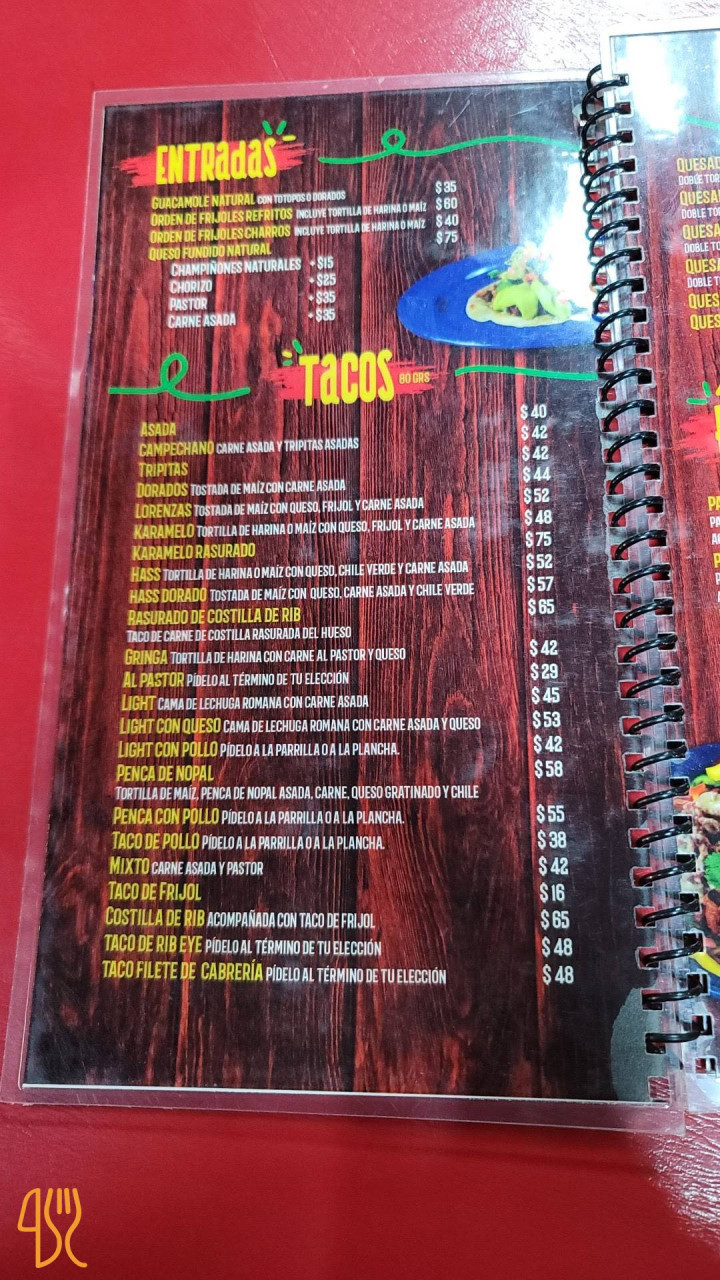 ENTRADAS
GUACAMOLE NATURAL CON TOTOPOS O DORADOS $35
ORDEN DE FRIJOLES REFRITOS INCLUYE TORTILLA DE HARINA O MAÍZ $60
ORDEN DE FRIJOLES CHARROS INCLUYE TORTILLA DE HARINA O MAÍZ $40
QUESO FUNDIDO NATURAL $75
CHAMPIÑONES NATURALES + $15
CHORIZO + $25
PASTOR + $35
CARNE ASADA + $35
TACOS 80 GRS
ASADA $40
CAMPECHANO CARNE ASADA Y TRIPITAS ASADAS $42
TRIPITAS $42
DORADOS TOSTADA DE MAÍZ CON CARNE ASADA $44
LORENZAS TOSTADA DE MAÍZ CON QUESO, FRIJOL Y CARNE ASADA $52
KARAMELO TORTILLA DE HARINA O MAÍZ CON QUESO, FRIJOL Y CARNE ASADA $48
KARAMELO RASURADO $75
HASS TORTILLA DE HARINA O MAÍZ CON QUESO, CHILE VERDE Y CARNE ASADA $52
HASS DORADO TOSTADA DE MAÍZ CON QUESO, CARNE ASADA Y CHILE VERDE $57
RASURADO DE COSTILLA DE RIB $65
TACO DE CARNE DE COSTILLA RASURADA DEL HUESO
GRINGA TORTILLA DE HARINA CON CARNE AL PASTOR Y QUESO $42
AL PASTOR PÍDELO AL TÉRMINO DE TU ELECCIÓN $29
LIGHT CAMA DE LECHUGA ROMANA CON CARNE ASADA $45
LIGHT CON QUESO CAMA DE LECHUGA ROMANA CON CARNE ASADA Y QUESO $53
LIGHT CON POLLO PÍDELO A LA PARRILLA O A LA PLANCHA. $42
PENCA DE NOPAL $58
TORTILLA DE MAÍZ, PENCA DE NOPAL ASADA, CARNE, QUESO GRATINADO Y CHILE
PENCA CON POLLO PÍDELO A LA PARRILLA O A LA PLANCHA. $55
TACO DE POLLO PÍDELO A LA PARRILLA O A LA PLANCHA. $38
MIXTO CARNE ASADA Y PASTOR $42
TACO DE FRIJOL $16
COSTILLA DE RIB ACOMPAÑADA CON TACO DE FRIJOL $65
TACO DE RIB EYE PÍDELO AL TÉRMINO DE TU ELECCIÓN $48
TACO FILETE DE CABRERÍA PÍDELO AL TÉRMINO DE TU ELECCIÓN $48